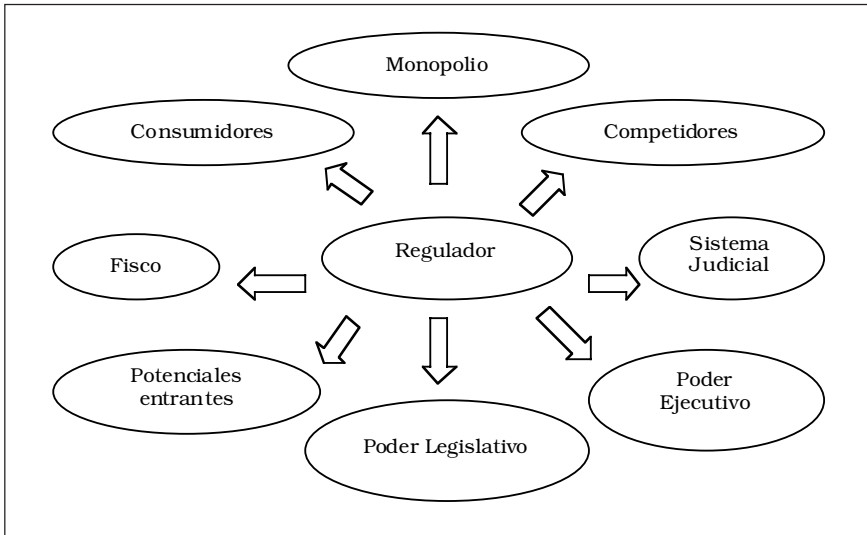 Monopolio
Consumidores
Competidores
Regulador
Fisco
Sistema
Judicial
Potenciales
entrantes
Poder Legislativo
Poder
Ejecutivo